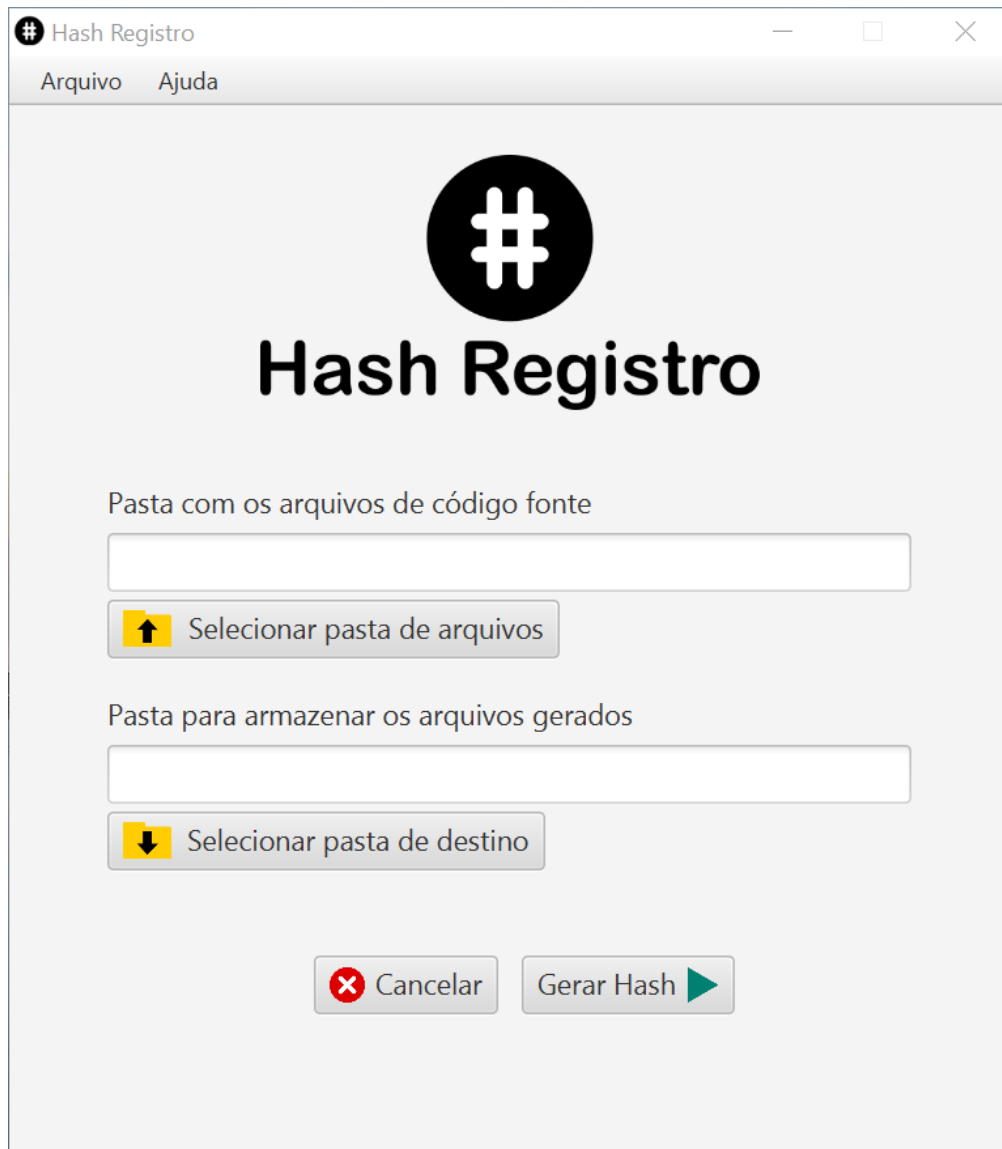 Hash Registro
Arquivo Ajuda
#
Hash Registro
Pasta com os arquivos de código fonte
Selecionar pasta de arquivos
Pasta para armazenar os arquivos gerados
Selecionar pasta de destino
Cancelar Gerar Hash